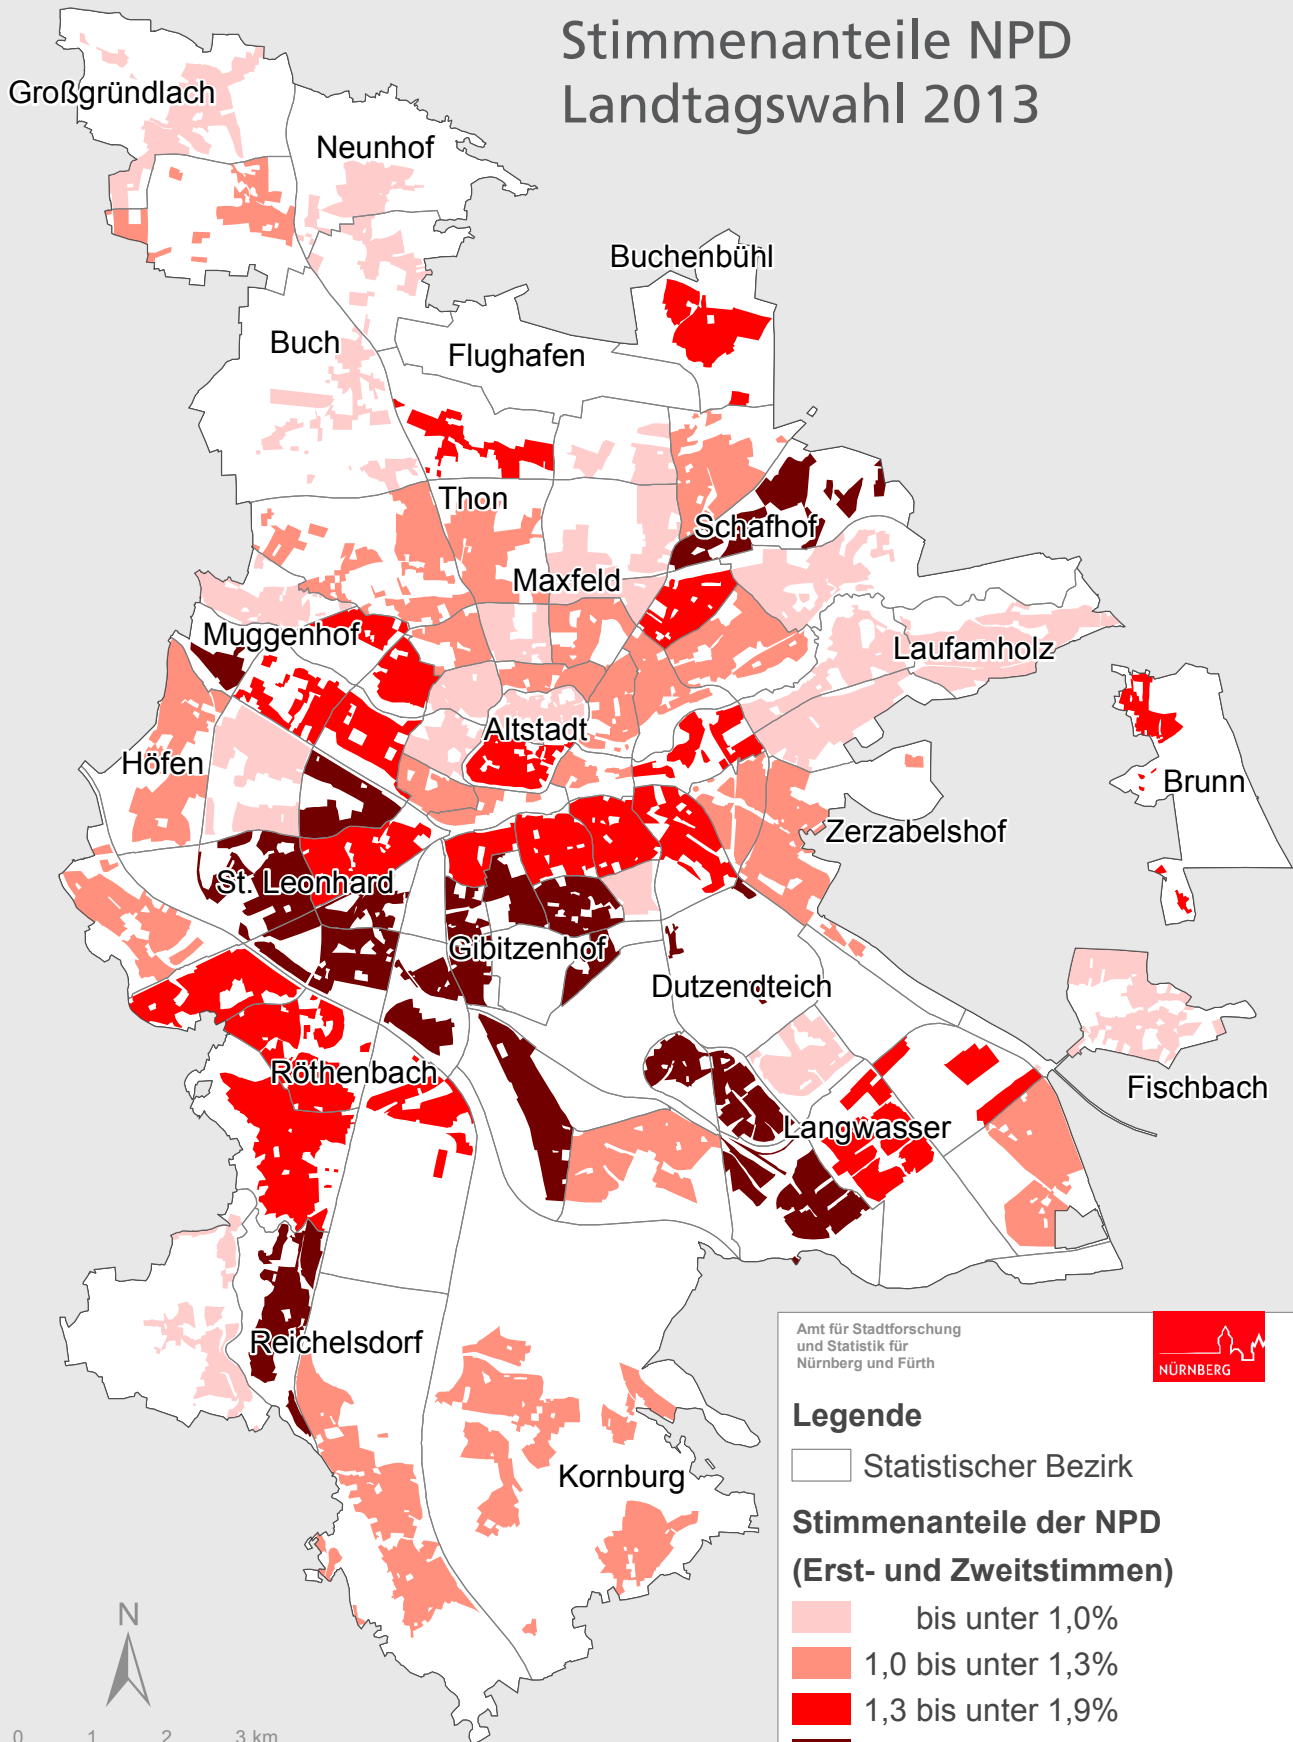 Stimmenanteile NPD
Landtagswahl 2013
Großgründlach
Neunhof
Buchenbühl
Buch
Flughafen
Thon
Schafhof
Maxfeld
Muggenhof
Laufamholz
Altstadt
Höfen
Brunn
Zerzabelshof
St. Leonhard
Gibitzenhof
Dutzendteich
Röthenbach
Fischbach
Langwasser
Reichelsdorf
Kornburg
Amt für Stadtforschung
und Statistik für
Nürnberg und Fürth
NÜRNBERG
Legende
Statistischer Bezirk
Stimmenanteile der NPD
(Erst- und Zweitstimmen)
bis unter 1,0%
1,0 bis unter 1,3%
1,3 bis unter 1,9%
N
0 1 2 3 km